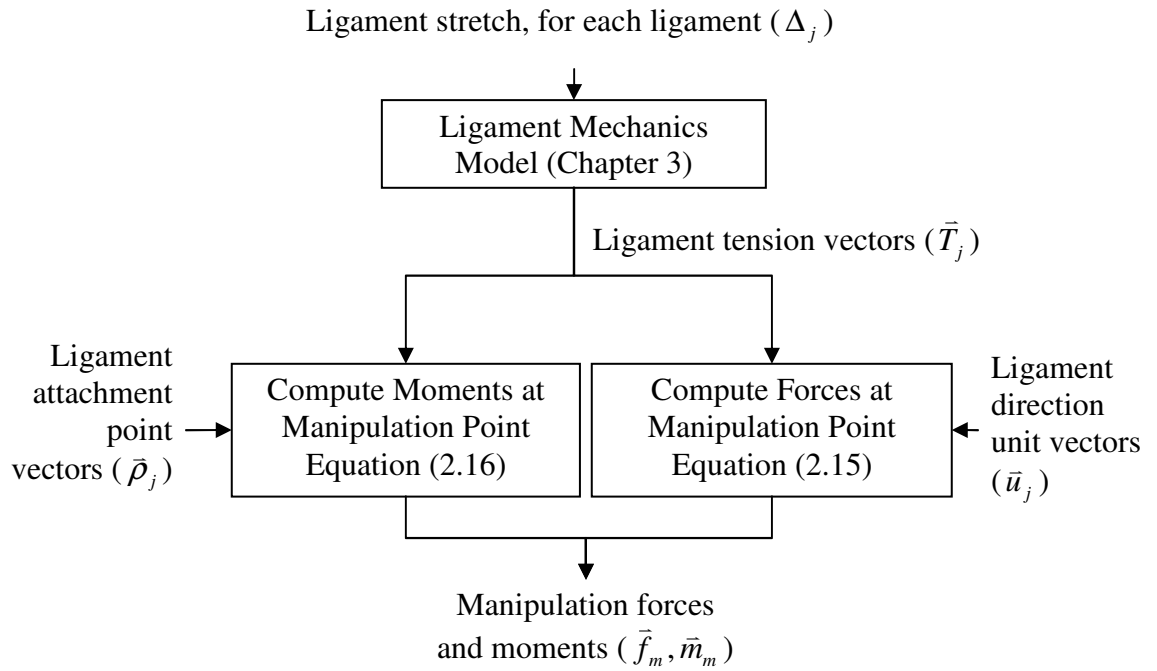 Ligament stretch, for each ligament (Δ_j)
Ligament Mechanics
Model (Chapter 3)
Ligament tension vectors (T⃗_j)
Ligament
attachment
point
vectors (ρ⃗_j)
Compute Moments at
Manipulation Point
Equation (2.16)
Compute Forces at
Manipulation Point
Equation (2.15)
Ligament
direction
unit vectors
(u⃗_j)
Manipulation forces
and moments (f⃗_m, m⃗_m)